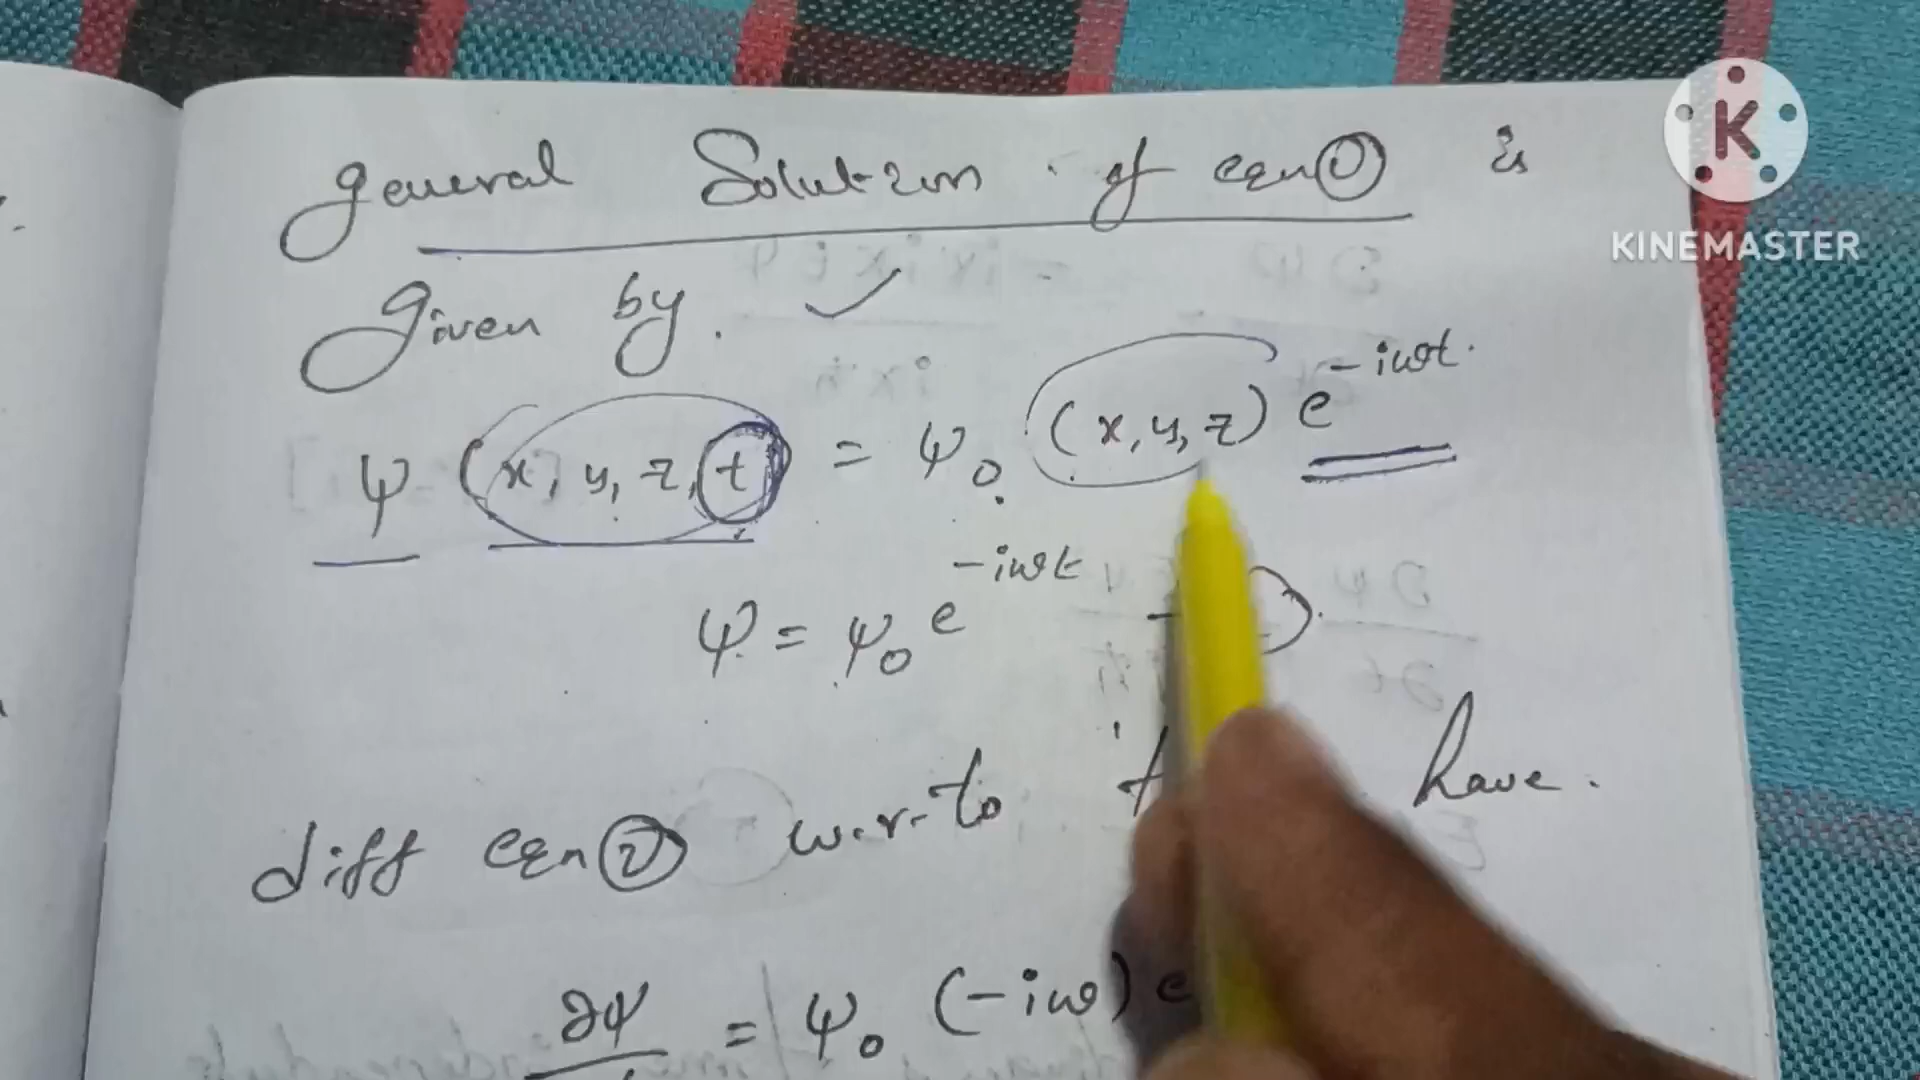 general Solution of eqn ① is
K
KINEMASTER
Given by.
ψ (x, y, z, t) = ψ₀ (x, y, z) e^-iωt.
ψ = ψ₀ e^-iωt
diff eqn ② w.r.to 't have.
∂ψ = ψ₀ (-iω) e